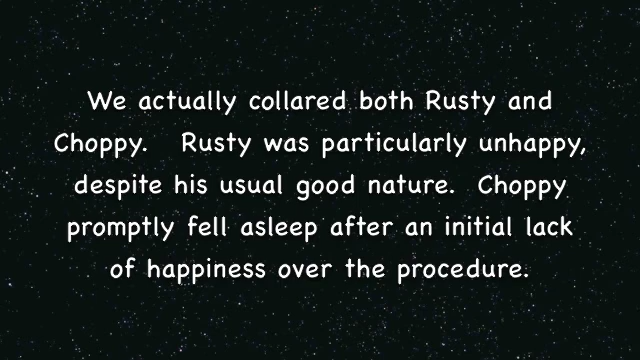 We actually collared both Rusty and
Choppy.   Rusty was particularly unhappy,
despite his usual good nature.  Choppy
promptly fell asleep after an initial lack
of happiness over the procedure.